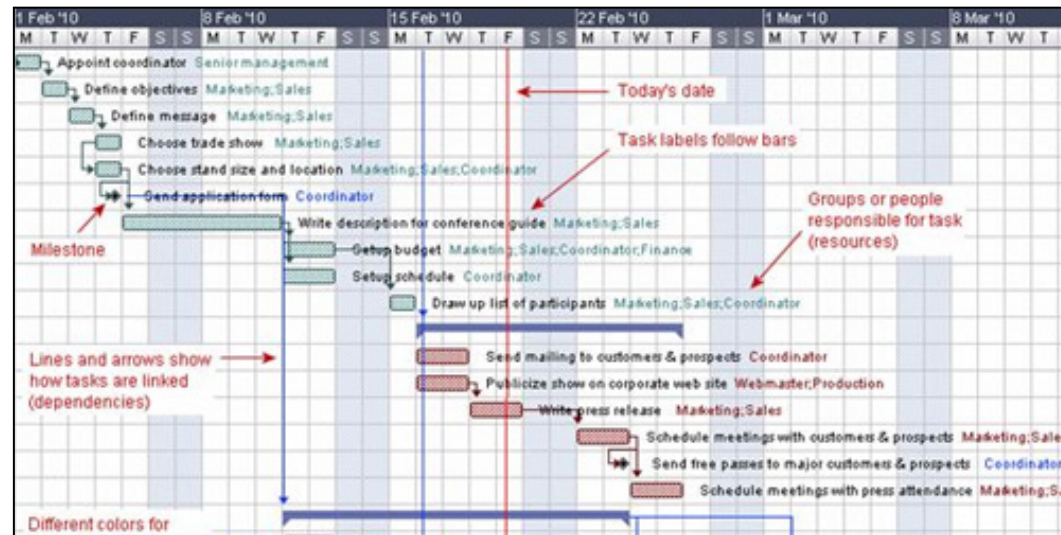 1 Feb '10 8 Feb '10 15 Feb '10 22 Feb '10 1 Mar '10 8 Mar '10
M T W T F S S M T W T F S S M T W T F S S M T W T F S S M T W T F S S M T W T
Appoint coordinator Senior management
Define objectives Marketing;Sales
Today's date
Define message Marketing;Sales
Choose trade show Marketing;Sales
Task labels follow bars
Choose stand size and location Marketing;Sales;Coordinator
Send application form Coordinator
Groups or people
responsible for task
(resources)
Write description for conference guide Marketing;Sales
Milestone
Setup budget Marketing;Sales;Coordinator;Finance
Setup schedule Coordinator
Draw up list of participants Marketing;Sales;Coordinator
Lines and arrows show
how tasks are linked
(dependencies)
Send mailing to customers & prospects Coordinator
Publicize show on corporate web site Webmaster;Production
Write press release Marketing;Sales
Schedule meetings with customers & prospects Marketing;Sale
Send free passes to major customers & prospects Coordinator
Schedule meetings with press attendance Marketing;Sa
Different colors for